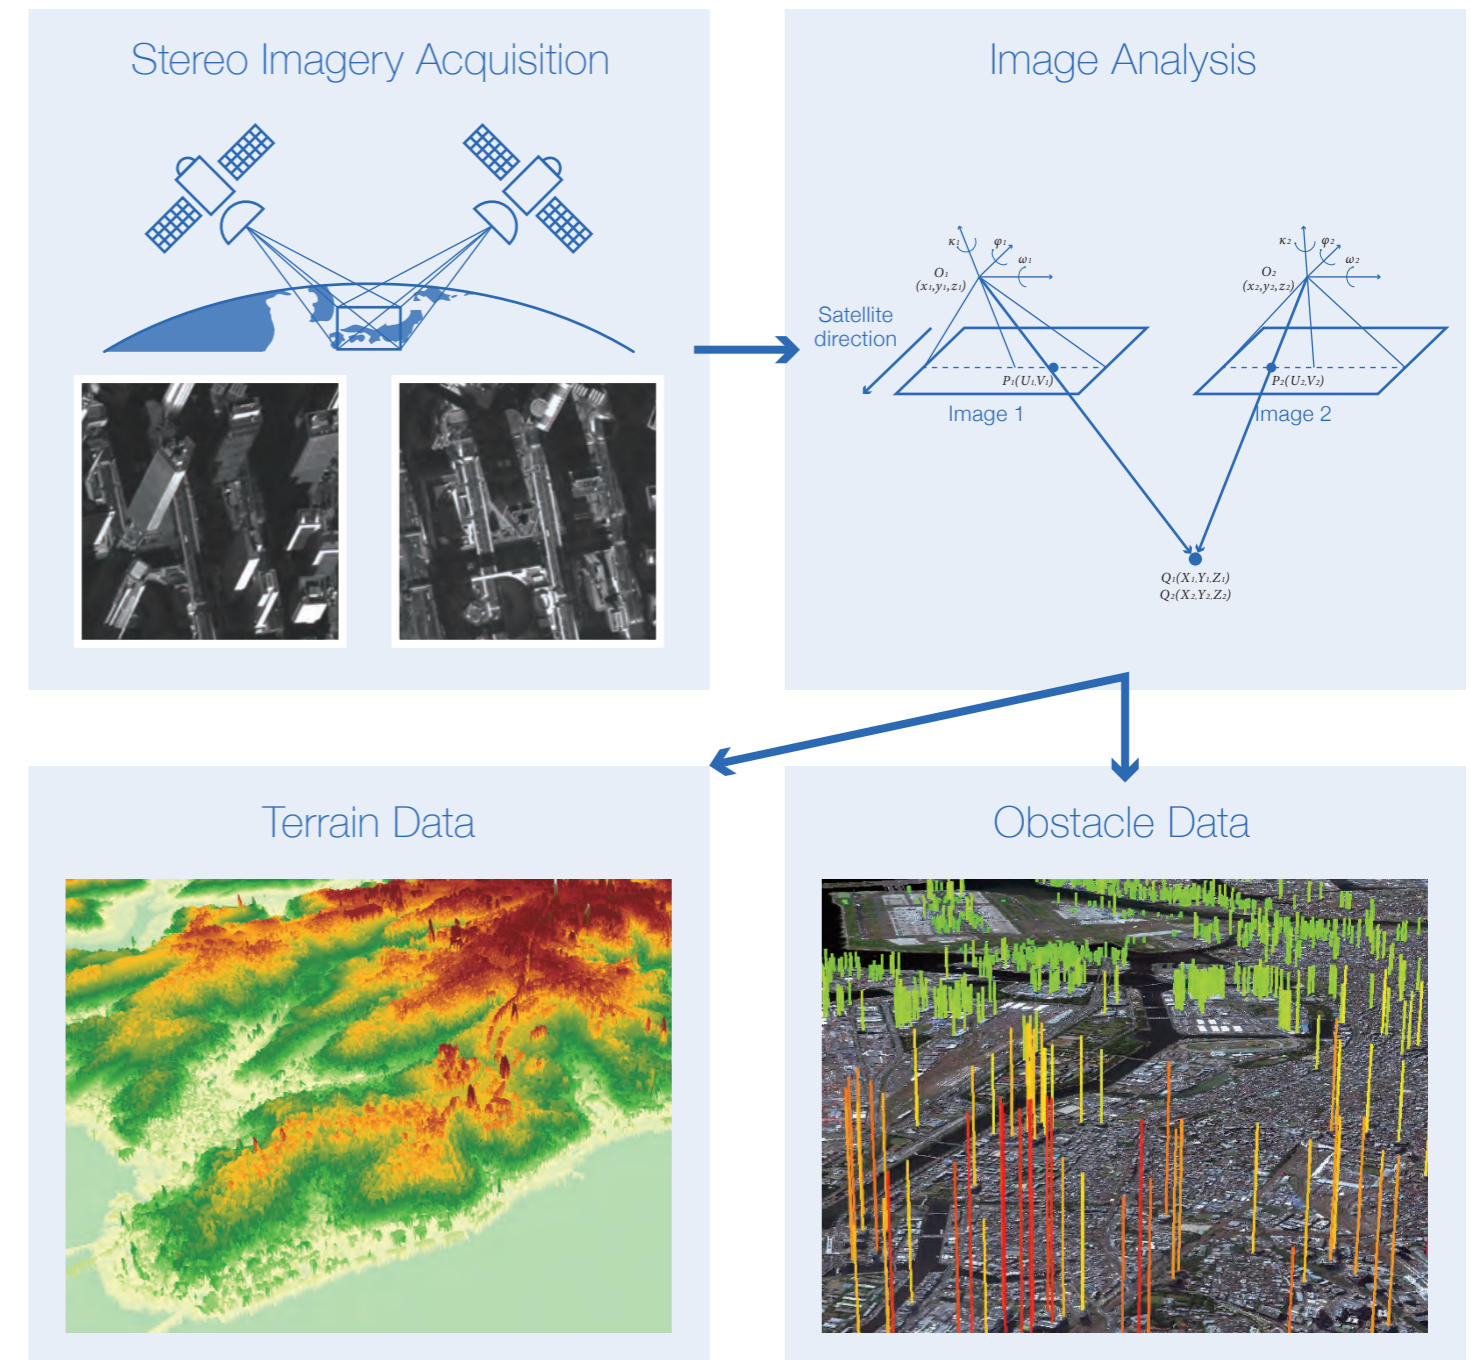 Stereo Imagery Acquisition
Image Analysis
κ₁
φ₁
ω₁
O₁
(x₁,y₁,z₁)
κ₂
φ₂
ω₂
O₂
(x₂,y₂,z₂)
Satellite
direction
P₁(U₁,V₁)
P₂(U₂,V₂)
Image 1
Image 2
Q₁(X₁,Y₁,Z₁)
Q₂(X₂,Y₂,Z₂)
Terrain Data
Obstacle Data